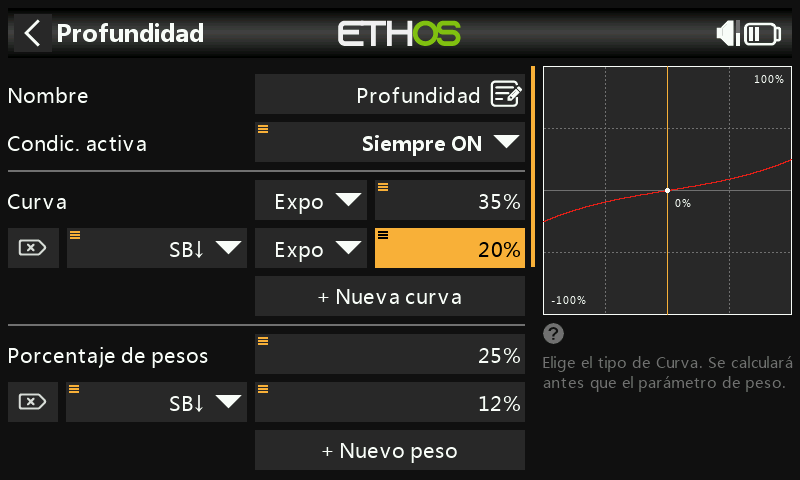 Profundidad
ETHOS
Nombre
Profundidad
Condic. activa
Siempre ON
Curva
Expo
35%
SB↓
Expo
20%
+ Nueva curva
Porcentaje de pesos
25%
SB↓
12%
+ Nuevo peso
100%
0%
-100%
?
Elige el tipo de Curva. Se calculará
antes que el parámetro de peso.